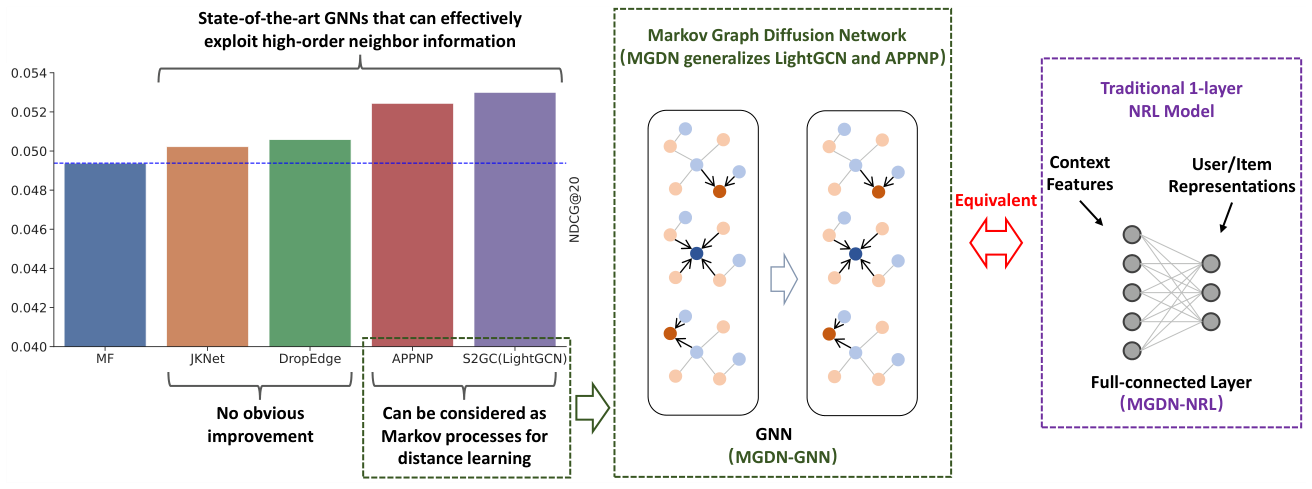 State-of-the-art GNNs that can effectively
exploit high-order neighbor information
0.054
0.052
0.050
0.048
0.046
0.044
0.042
0.040
NDCG@20
MF
JKNet
DropEdge
APPNP
S2GC(LightGCN)
No obvious
improvement
Can be considered as
Markov processes for
distance learning
Markov Graph Diffusion Network
(MGDN generalizes LightGCN and APPNP)
GNN
(MGDN-GNN)
Equivalent
Traditional 1-layer
NRL Model
Context
Features
User/Item
Representations
Full-connected Layer
(MGDN-NRL)